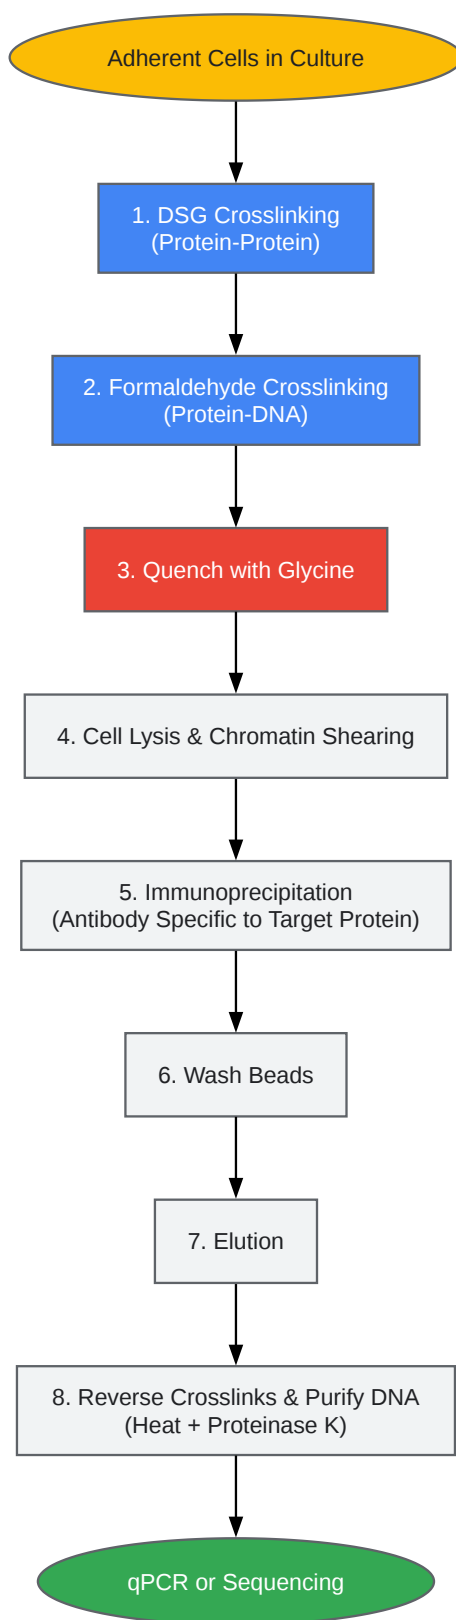 Adherent Cells in Culture
1. DSG Crosslinking
(Protein-Protein)
2. Formaldehyde Crosslinking
(Protein-DNA)
3. Quench with Glycine
4. Cell Lysis & Chromatin Shearing
5. Immunoprecipitation
(Antibody Specific to Target Protein)
6. Wash Beads
7. Elution
8. Reverse Crosslinks & Purify DNA
(Heat + Proteinase K)
qPCR or Sequencing